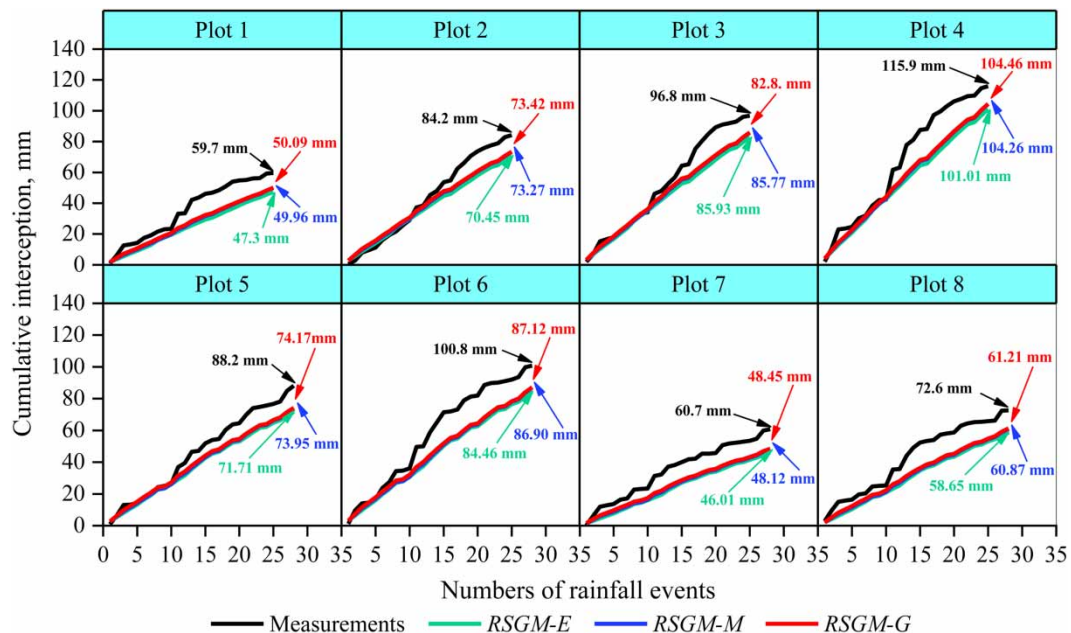 Plot 1 Plot 2 Plot 3 Plot 4
140
120
100
80
60
40
20
0
59.7 mm
50.09 mm
49.96 mm
47.3 mm
84.2 mm
73.42 mm
73.27 mm
70.45 mm
96.8 mm
82.8.
mm
85.77 mm
85.93 mm
115.9 mm
104.46 mm
104.26 mm
101.01 mm
Cumulative interception, mm
Plot 5 Plot 6 Plot 7 Plot 8
140
120
100
80
60
40
20
0
88.2 mm
74.17mm
73.95 mm
71.71 mm
100.8 mm
87.12 mm
86.90 mm
84.46 mm
60.7 mm
48.45 mm
48.12 mm
46.01 mm
72.6 mm
61.21 mm
60.87 mm
58.65 mm
0 5 10 15 20 25 30 35 5 10 15 20 25 30 35 5 10 15 20 25 30 35 5 10 15 20 25 30 35
Numbers of rainfall events
Measurements RSGM-E RSGM-M RSGM-G